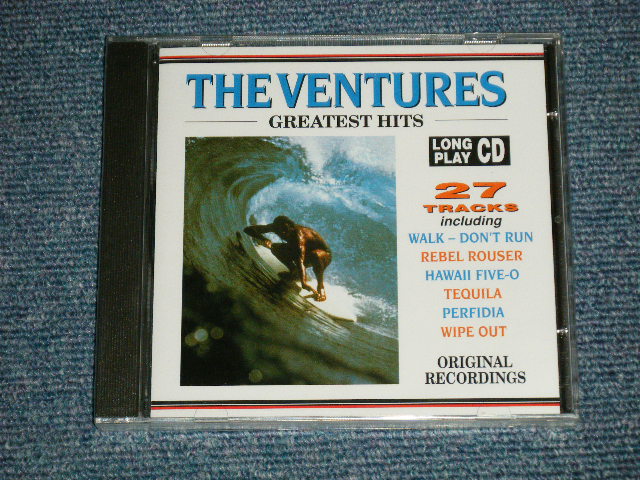 THE VENTURES
GREATEST HITS
LONG
PLAY CD
27
TRACKS
including
WALK – DON'T RUN
REBEL ROUSER
HAWAII FIVE-O
TEQUILA
PERFIDIA
WIPE OUT
ORIGINAL
RECORDINGS